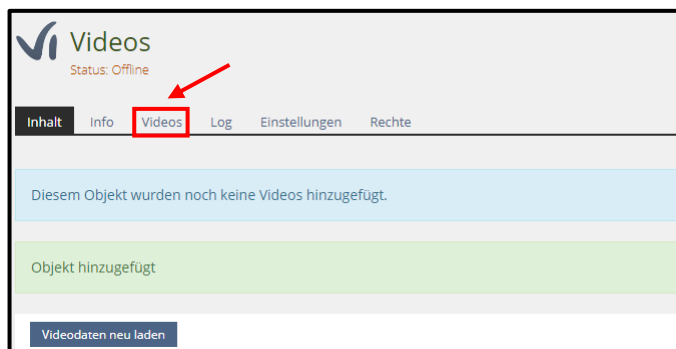 Videos
Status: Offline
Inhalt Info Videos Log Einstellungen Rechte
Diesem Objekt wurden noch keine Videos hinzugefügt.
Objekt hinzugefügt
Videodaten neu laden